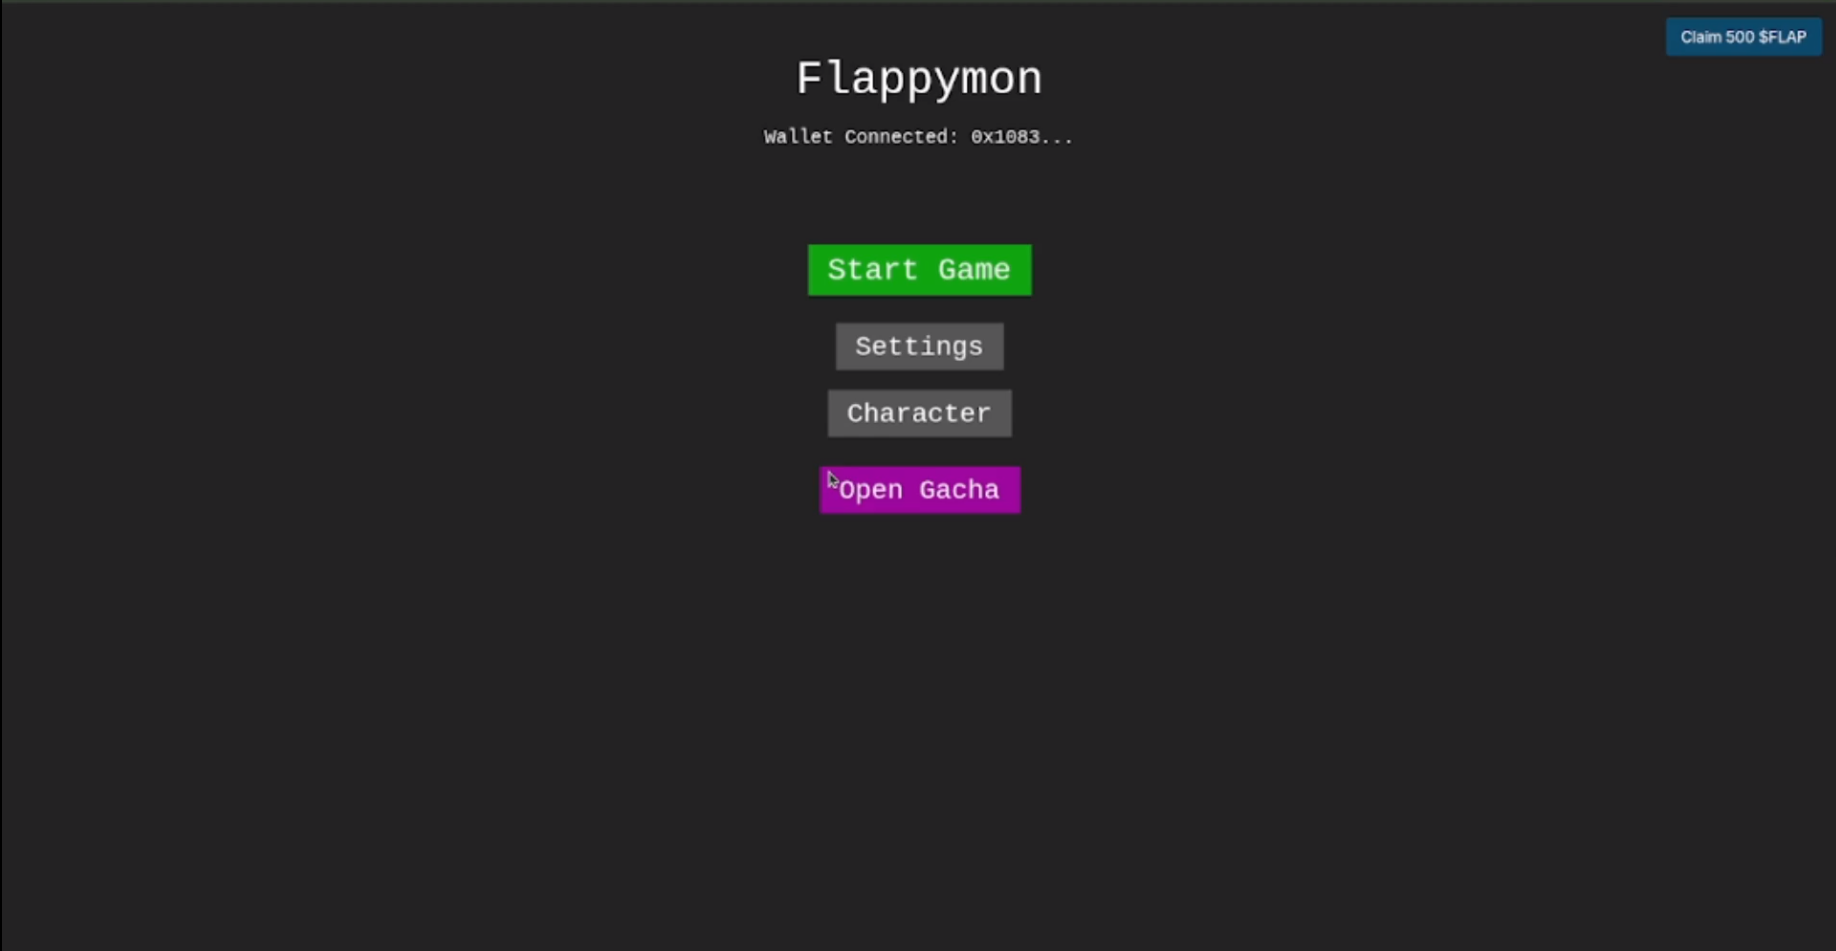 Claim 500 $FLAP
Flappymon
Wallet Connected: 0x1083...
Start Game
Settings
Character
Open Gacha